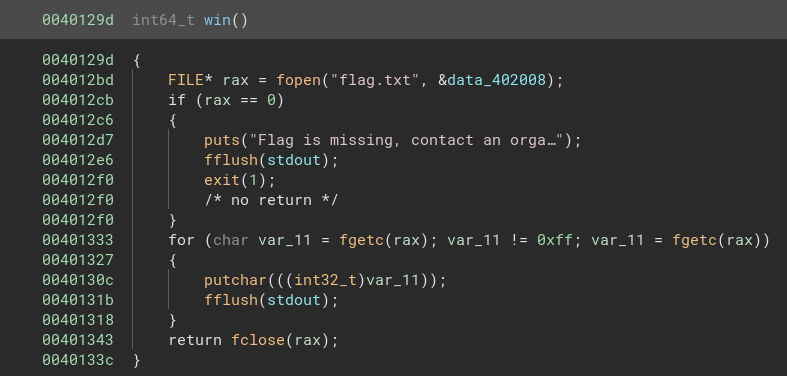 0040129d int64_t win()
0040129d {
004012bd FILE* rax = fopen("flag.txt", &data_402008);
004012cb if (rax == 0)
004012c6 {
004012d7 puts("Flag is missing, contact an orga…");
004012e6 fflush(stdout);
004012f0 exit(1);
004012f0 /* no return */
004012f0 }
00401333 for (char var_11 = fgetc(rax); var_11 != 0xff; var_11 = fgetc(rax))
00401327 {
0040130c putchar(((int32_t)var_11));
0040131b fflush(stdout);
00401318 }
00401343 return fclose(rax);
0040133c }